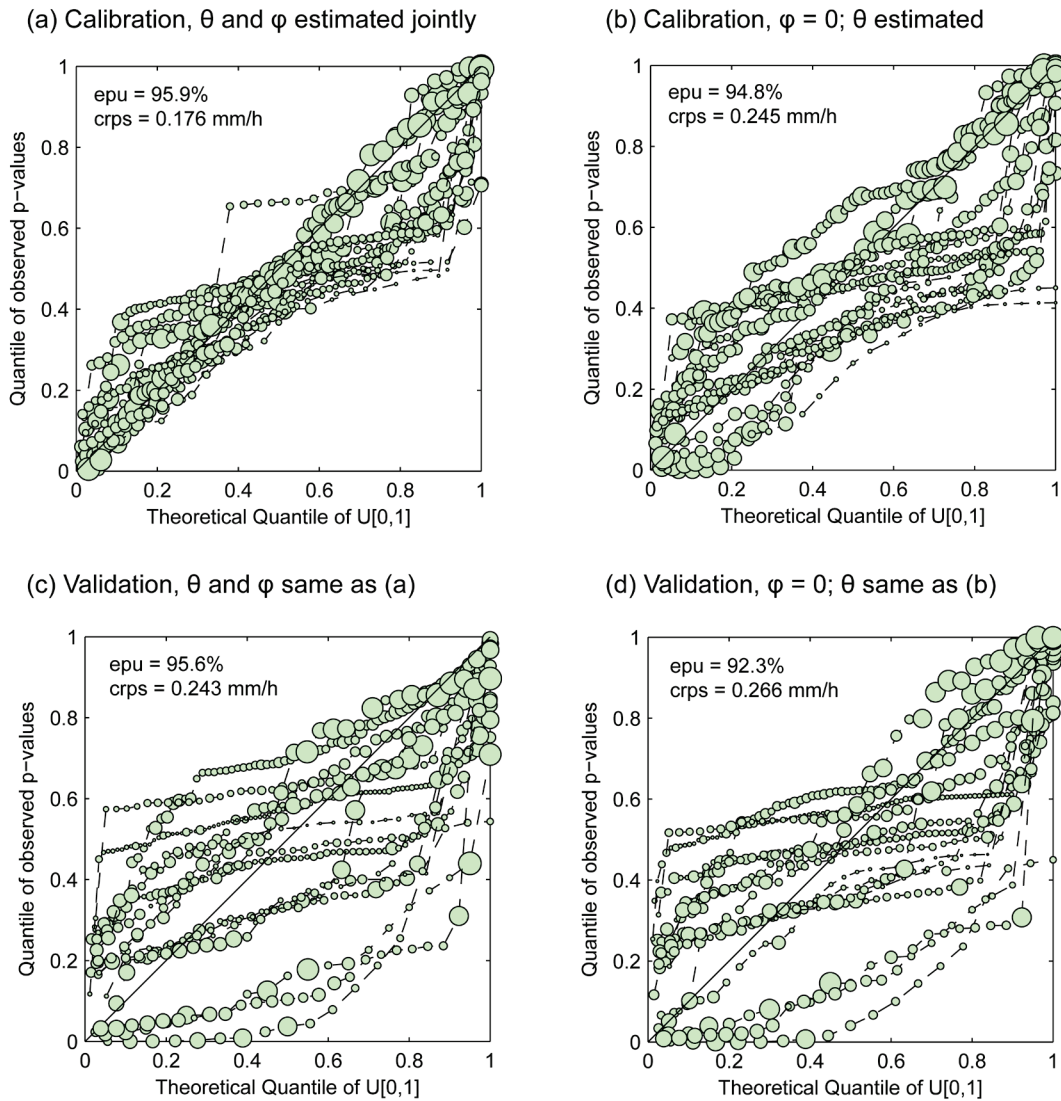 (a) Calibration, θ and φ estimated jointly
epu = 95.9%
crps = 0.176 mm/h
Quantile of observed p−values
1
0.8
0.6
0.4
0.2
0
0
0.2
0.4
0.6
0.8
1
Theoretical Quantile of U[0,1]
(b) Calibration, φ = 0; θ estimated
epu = 94.8%
crps = 0.245 mm/h
Quantile of observed p−values
1
0.8
0.6
0.4
0.2
0
0
0.2
0.4
0.6
0.8
1
Theoretical Quantile of U[0,1]
(c) Validation, θ and φ same as (a)
epu = 95.6%
crps = 0.243 mm/h
Quantile of observed p−values
1
0.8
0.6
0.4
0.2
0
0
0.2
0.4
0.6
0.8
1
Theoretical Quantile of U[0,1]
(d) Validation, φ = 0; θ same as (b)
epu = 92.3%
crps = 0.266 mm/h
Quantile of observed p−values
1
0.8
0.6
0.4
0.2
0
0
0.2
0.4
0.6
0.8
1
Theoretical Quantile of U[0,1]